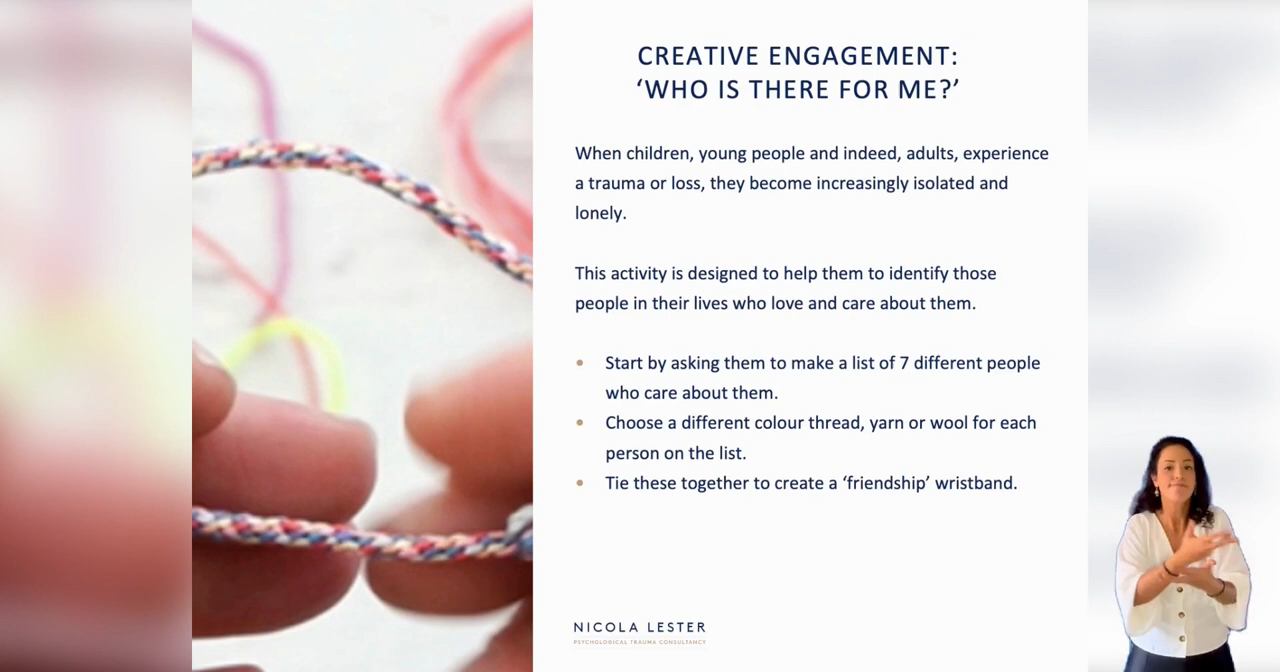 CREATIVE ENGAGEMENT:
‘WHO IS THERE FOR ME?’
When children, young people and indeed, adults, experience
a trauma or loss, they become increasingly isolated and
lonely.
This activity is designed to help them to identify those
people in their lives who love and care about them.
• Start by asking them to make a list of 7 different people
who care about them.
• Choose a different colour thread, yarn or wool for each
person on the list.
• Tie these together to create a ‘friendship’ wristband.
NICOLA LESTER
PSYCHOLOGICAL TRAUMA CONSULTANCY